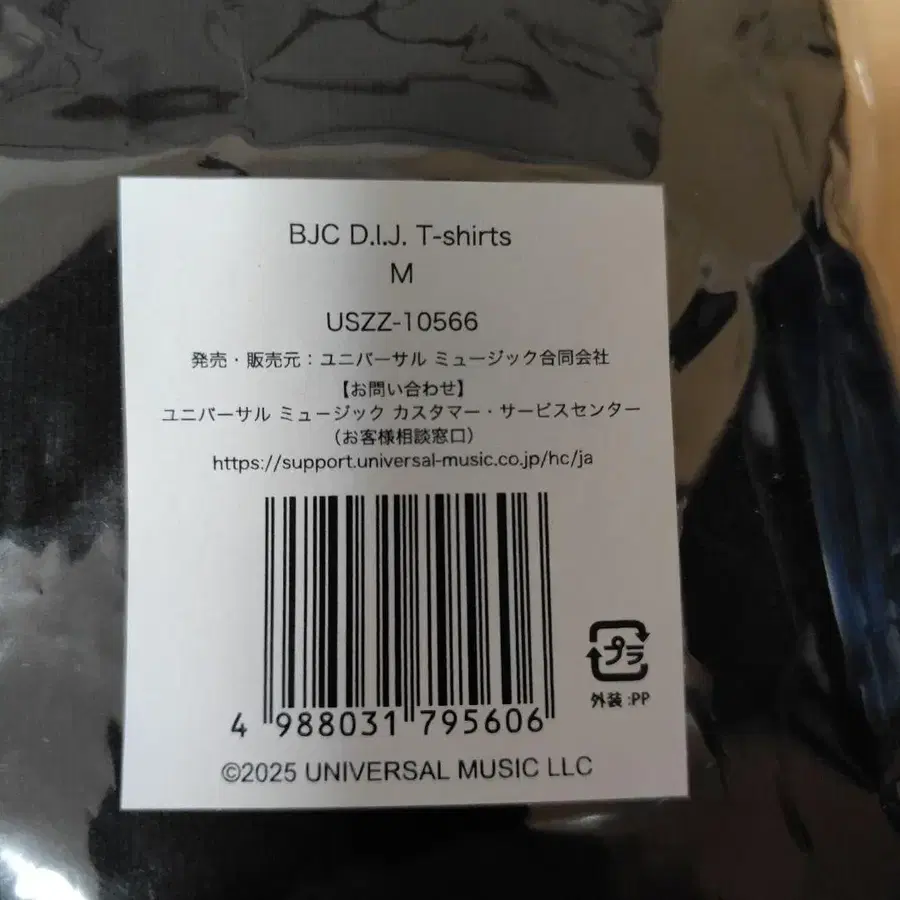 BJC D.I.J. T-shirts
M
USZZ-10566
発売・販売元：ユニバーサル ミュージック合同会社
【お問い合わせ】
ユニバーサル ミュージック カスタマー・サービスセンター
（お客様相談窓口）
https://support.universal-music.co.jp/hc/ja
4 988031 795606
プラ
外装:PP
©2025 UNIVERSAL MUSIC LLC